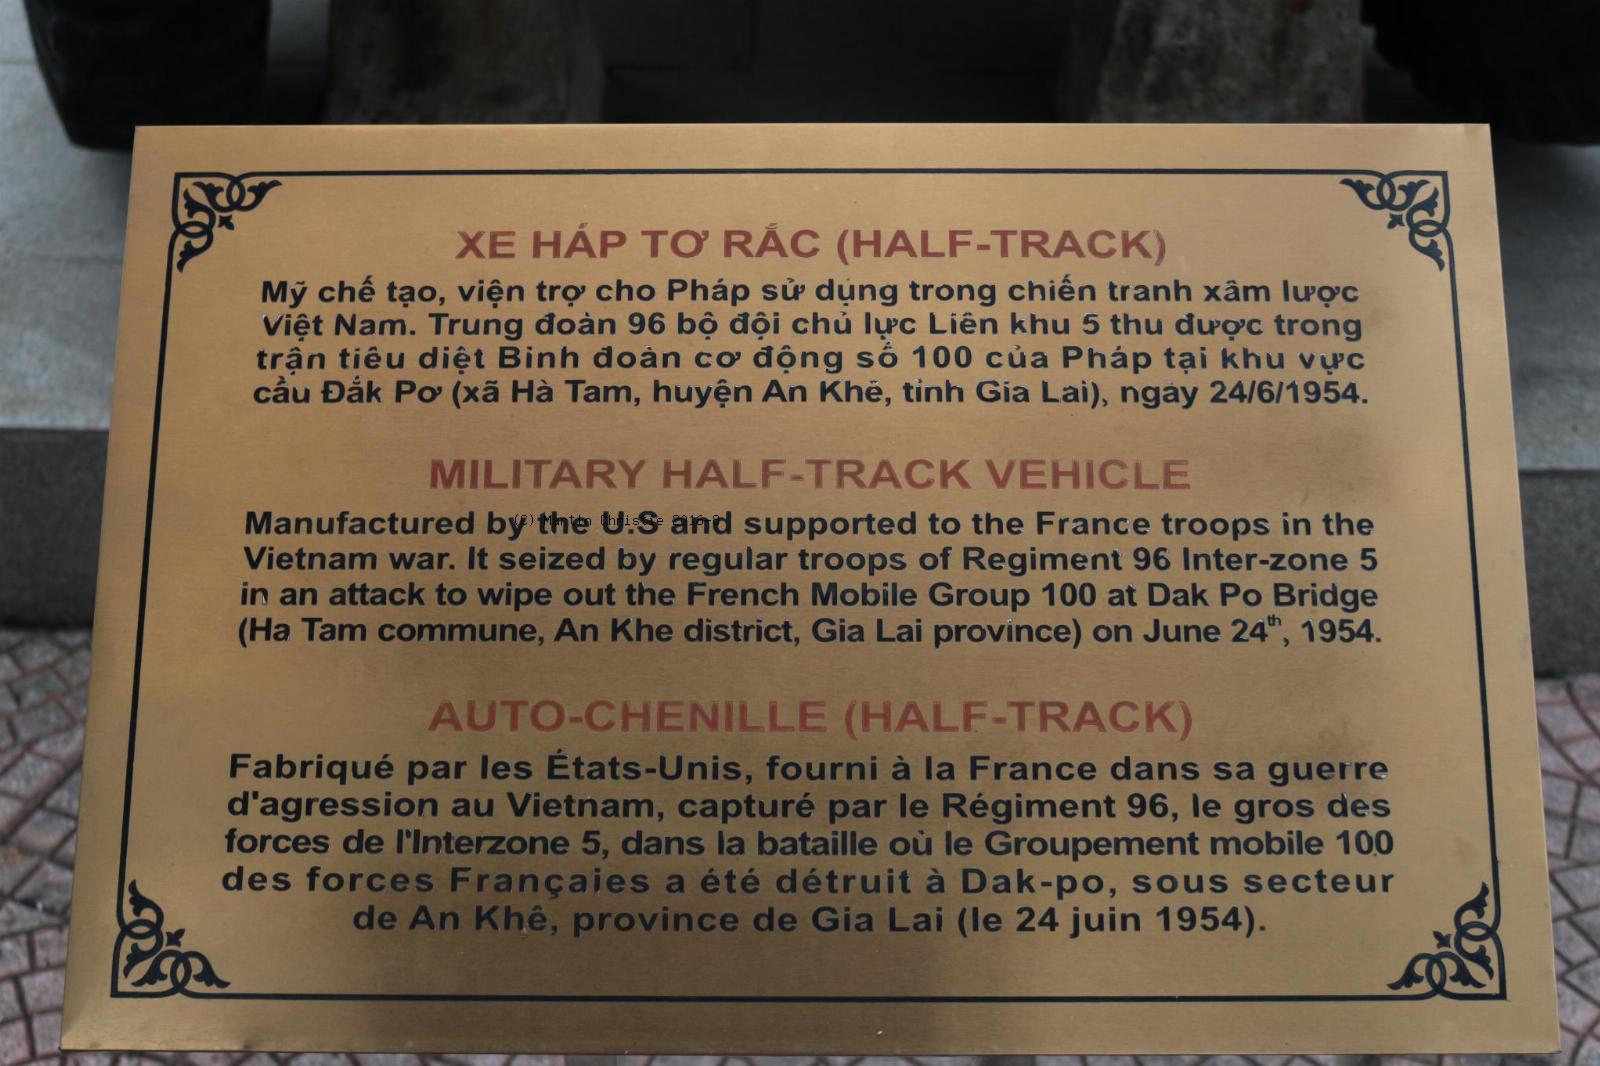 XE HÁP TƠ RẮC (HALF-TRACK)
Mỹ chế tạo, viện trợ cho Pháp sử dụng trong chiến tranh xâm lược
Việt Nam. Trung đoàn 96 bộ đội chủ lực Liên khu 5 thu được trong
trận tiêu diệt Binh đoàn cơ động số 100 của Pháp tại khu vực
cầu Đắk Pơ (xã Hà Tam, huyện An Khê, tỉnh Gia Lai), ngày 24/6/1954.
MILITARY HALF-TRACK VEHICLE
Manufactured by the U.S and supported to the France troops in the
(C) Martin Christie 2016-8
Vietnam war. It seized by regular troops of Regiment 96 Inter-zone 5
in an attack to wipe out the French Mobile Group 100 at Dak Po Bridge
(Ha Tam commune, An Khe district, Gia Lai province) on June 24th, 1954.
AUTO-CHENILLE (HALF-TRACK)
Fabriqué par les États-Unis, fourni à la France dans sa guerre
d'agression au Vietnam, capturé par le Régiment 96, le gros des
forces de l'Interzone 5, dans la bataille où le Groupement mobile 100
des forces Françaies a été détruit à Dak-po, sous secteur
de An Khê, province de Gia Lai (le 24 juin 1954).